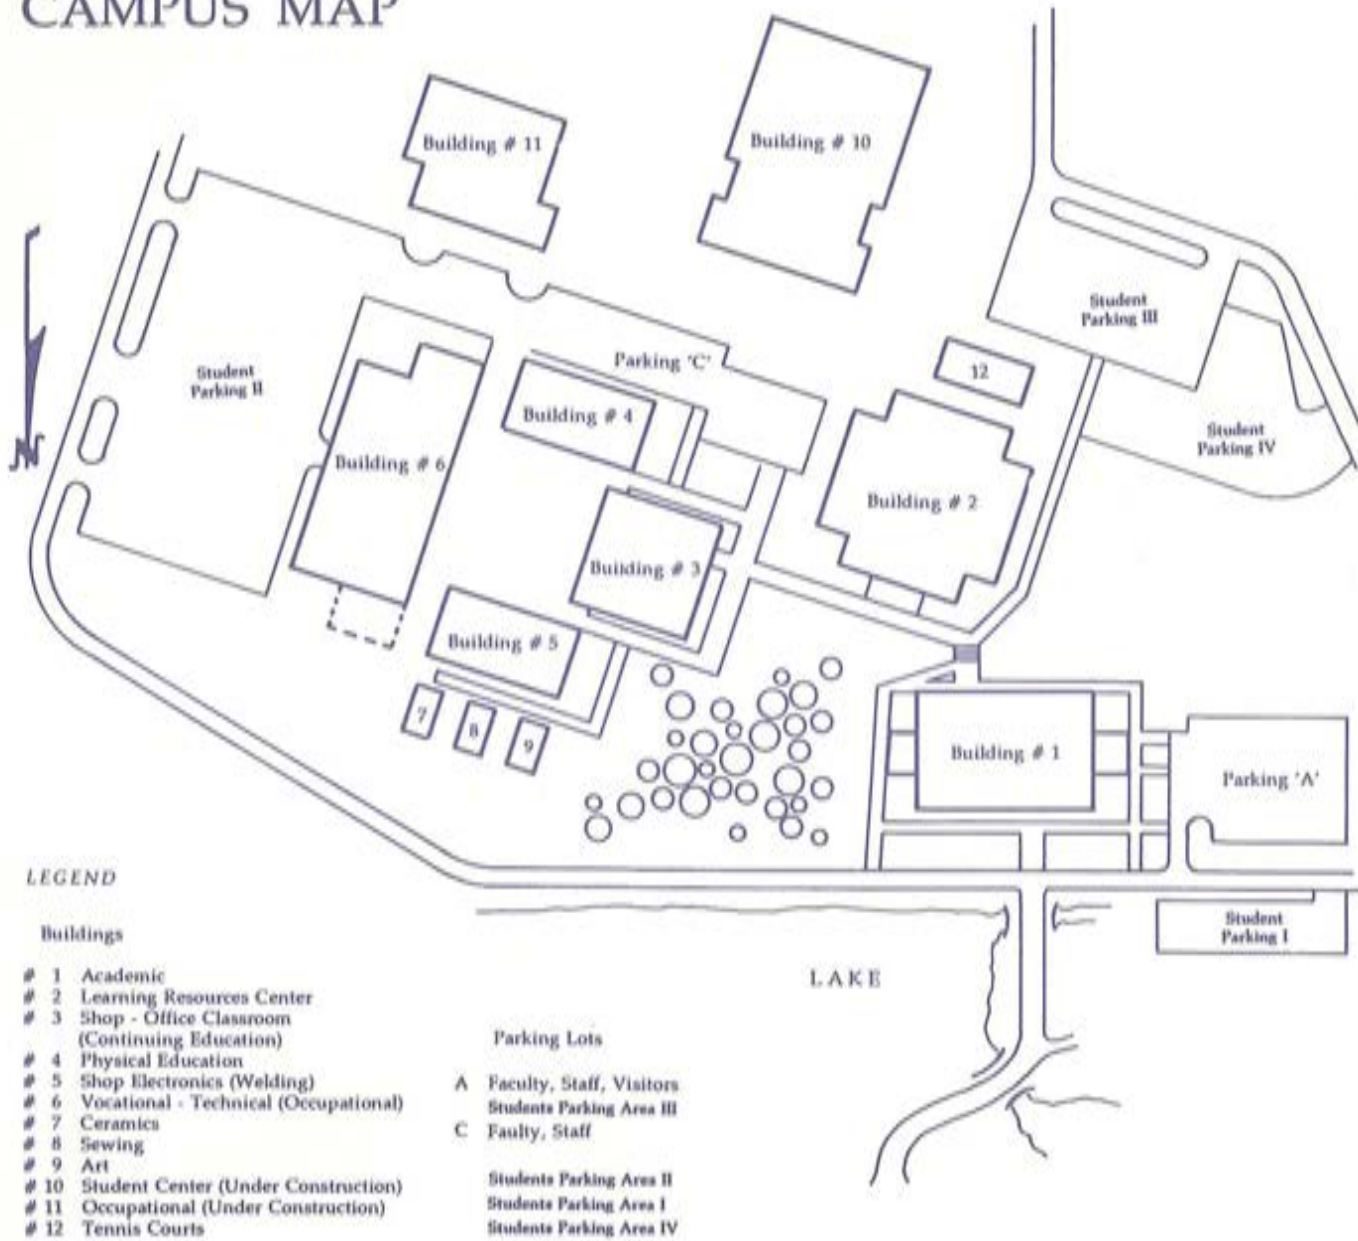 CAMPUS MAP
Building # 11
Building # 10
Student
Parking III
Student
Parking II
Parking 'C'
12
Building # 4
Student
Parking IV
Building # 6
Building # 2
Building # 3
Building # 5
7
8
9
Building # 1
Parking 'A'
N
LEGEND
Student
Parking I
LAKE
Buildings
# 1 Academic
# 2 Learning Resources Center
# 3 Shop - Office Classroom
(Continuing Education)
# 4 Physical Education
# 5 Shop Electronics (Welding)
# 6 Vocational - Technical (Occupational)
# 7 Ceramics
# 8 Sewing
# 9 Art
# 10 Student Center (Under Construction)
# 11 Occupational (Under Construction)
# 12 Tennis Courts
Parking Lots
A Faculty, Staff, Visitors
Students Parking Area III
C Faulty, Staff
Students Parking Area II
Students Parking Area I
Students Parking Area IV